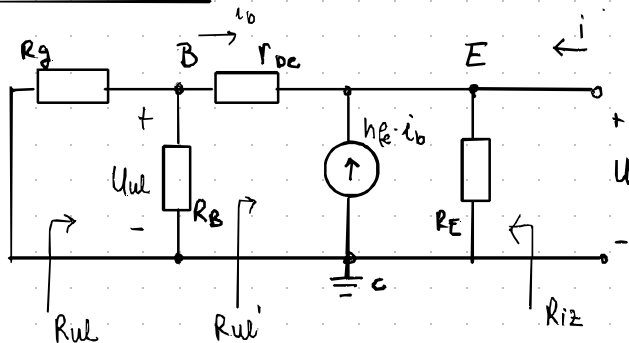 i_b
i
Rg
B
r_be
E
+
U_ul
-
R_B
h_fe · i_b
R_E
+
U
-
C
R_ul
R_ul'
R_iz